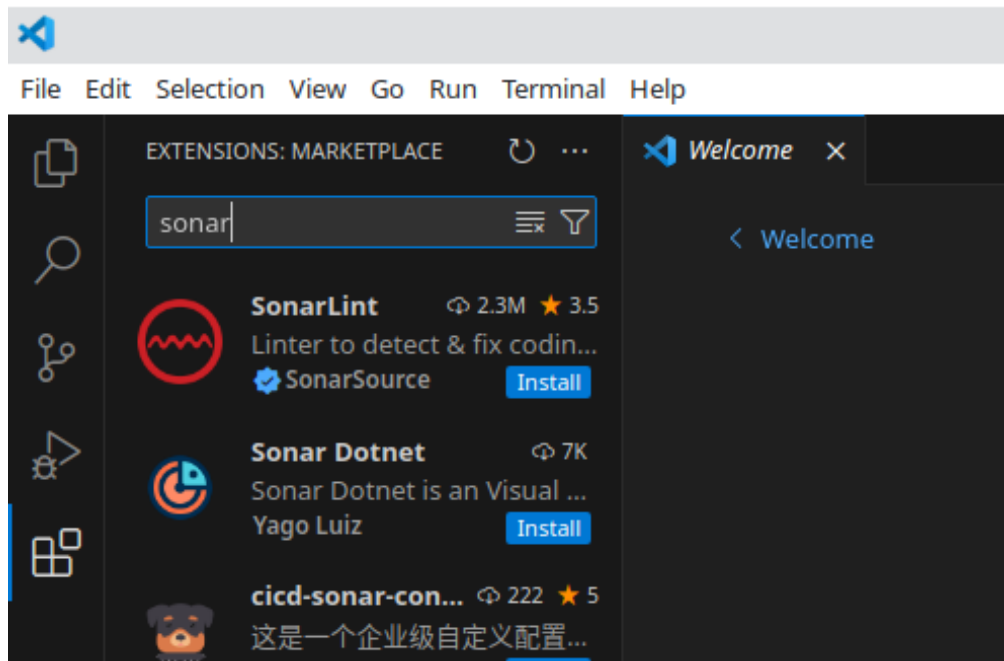 File Edit Selection View Go Run Terminal Help
EXTENSIONS: MARKETPLACE
sonar
SonarLint 2.3M 3.5
Linter to detect & fix codin...
SonarSource Install
Sonar Dotnet 7K
Sonar Dotnet is an Visual ...
Yago Luiz Install
cicd-sonar-con... 222 5
这是一个企业级自定义配置...
Welcome
Welcome